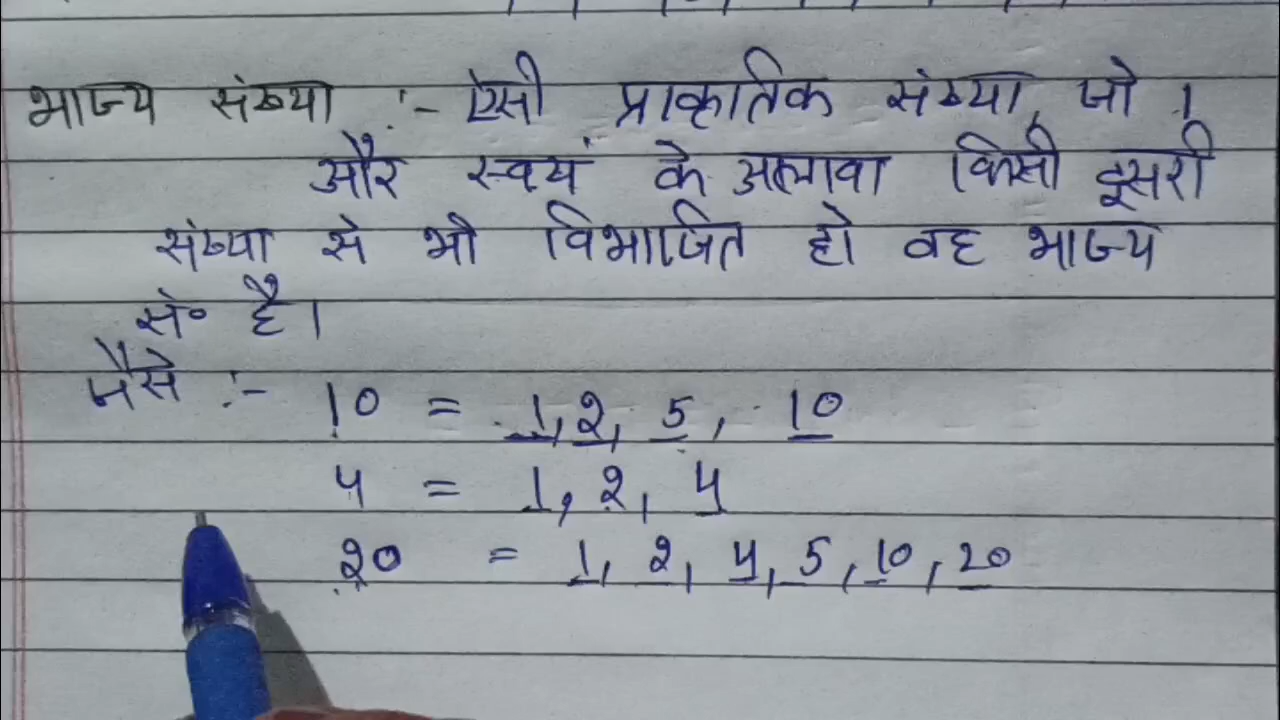 भाज्य संख्या :- ऐसी प्राकृतिक संख्या, जो 1
और स्वयं के अलावा किसी दूसरी
संख्या से भी विभाजित हो वह भाज्य
सं० है।
जैसे :- 10 = 1, 2, 5, 10
4 = 1, 2, 4
20 = 1, 2, 4, 5, 10, 20